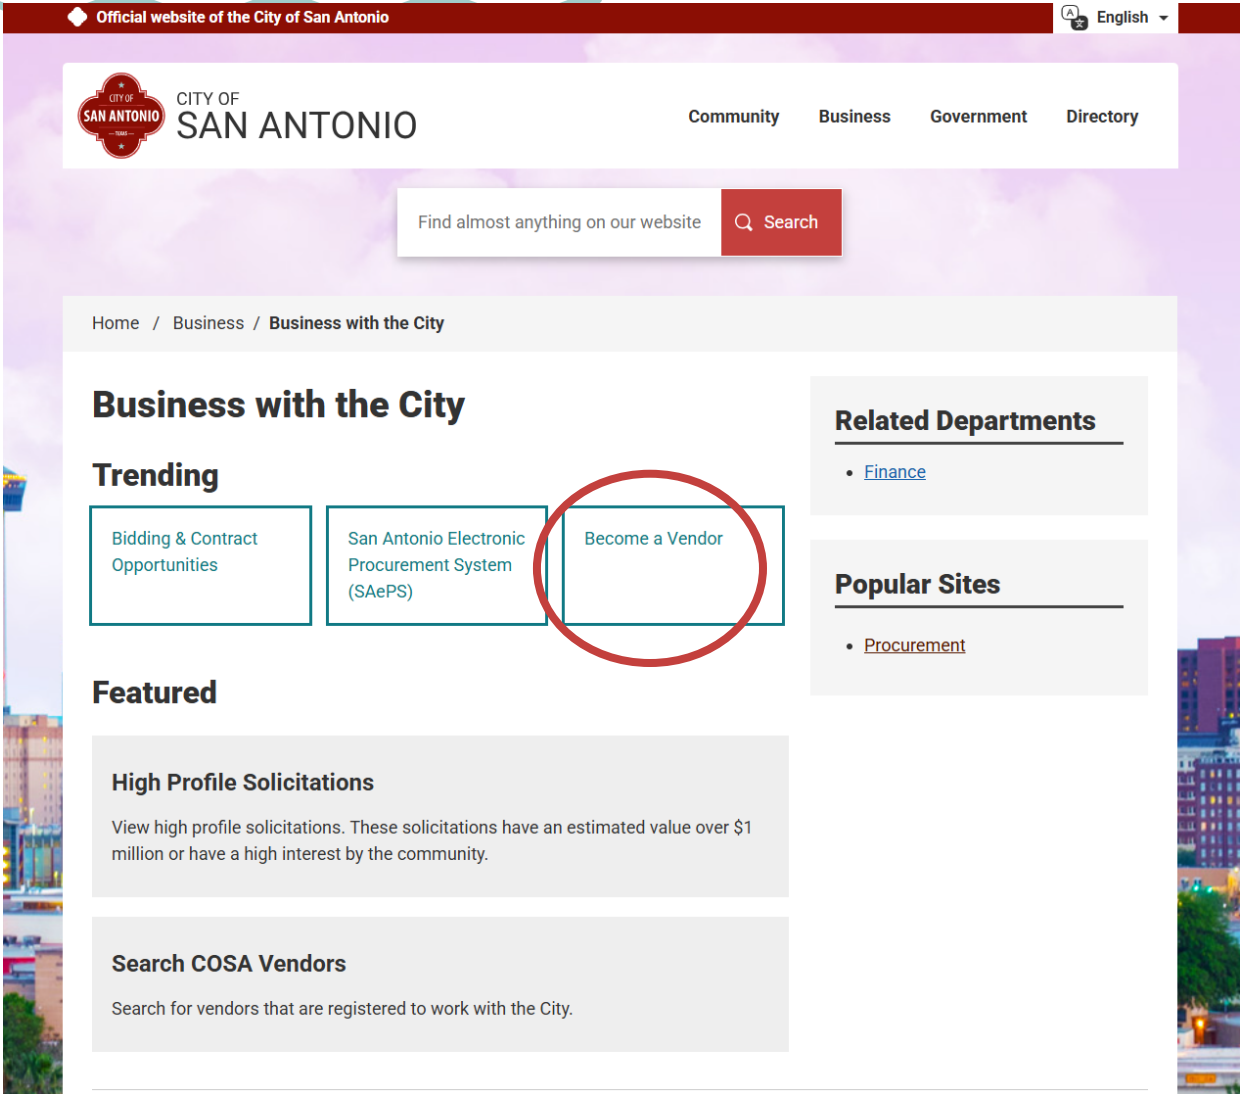 Official website of the City of San Antonio
English
CITY OF
SAN ANTONIO
TEXAS
CITY OF
SAN ANTONIO
Community Business Government Directory
Find almost anything on our website Search
Home / Business / Business with the City
Business with the City
Trending
Bidding & Contract
Opportunities
San Antonio Electronic
Procurement System
(SAePS)
Become a Vendor
Featured
High Profile Solicitations
View high profile solicitations. These solicitations have an estimated value over $1
million or have a high interest by the community.
Search COSA Vendors
Search for vendors that are registered to work with the City.
Related Departments
• Finance
Popular Sites
• Procurement